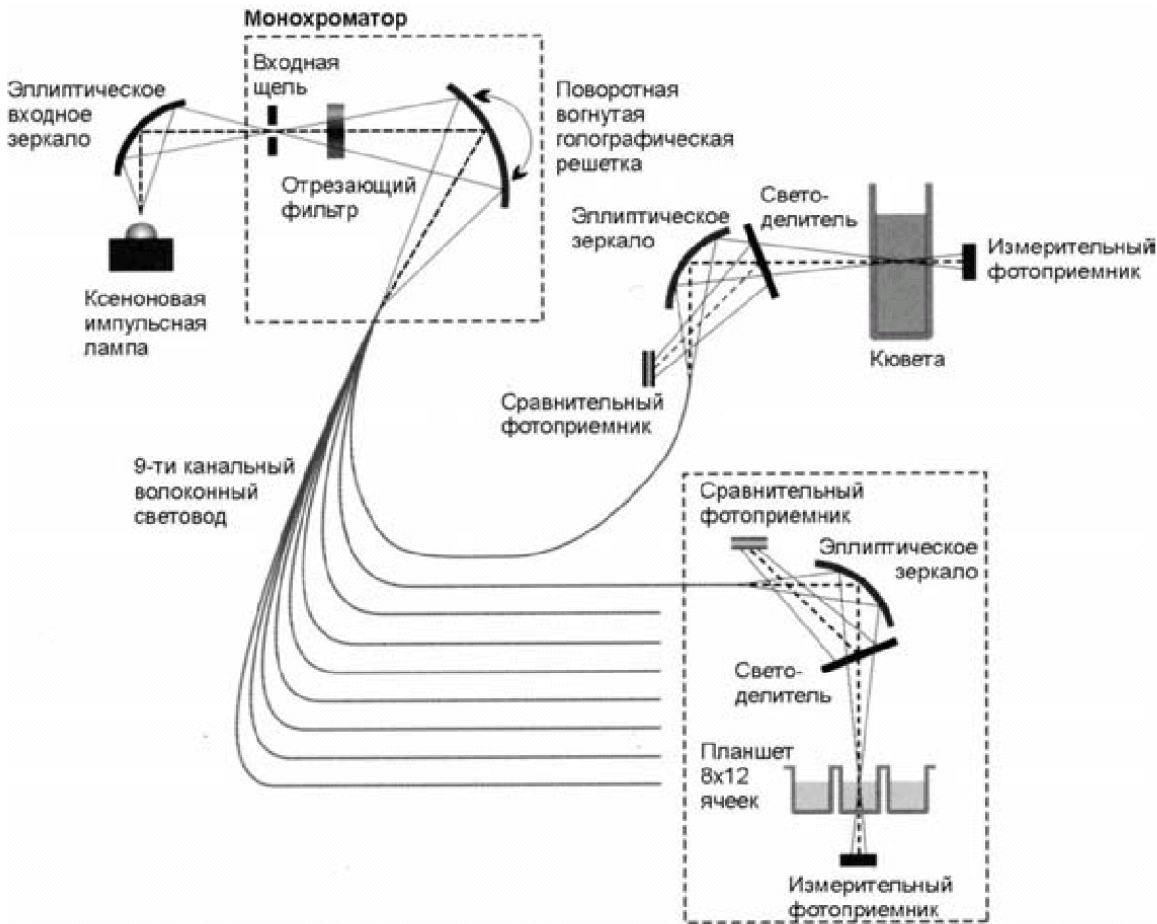 Монохроматор
Входная
щель
Эллиптическое
входное
зеркало
Поворотная
вогнутая
голографическая
решетка
Отрезающий
фильтр
Ксеноновая
импульсная
лампа
Эллиптическое
зеркало
Свето-
делитель
Измерительный
фотоприемник
Кювета
Сравнительный
фотоприемник
9-ти канальный
волоконный
световод
Сравнительный
фотоприемник
Эллиптическое
зеркало
Свето-
делитель
Планшет
8x12
ячеек
Измерительный
фотоприемник